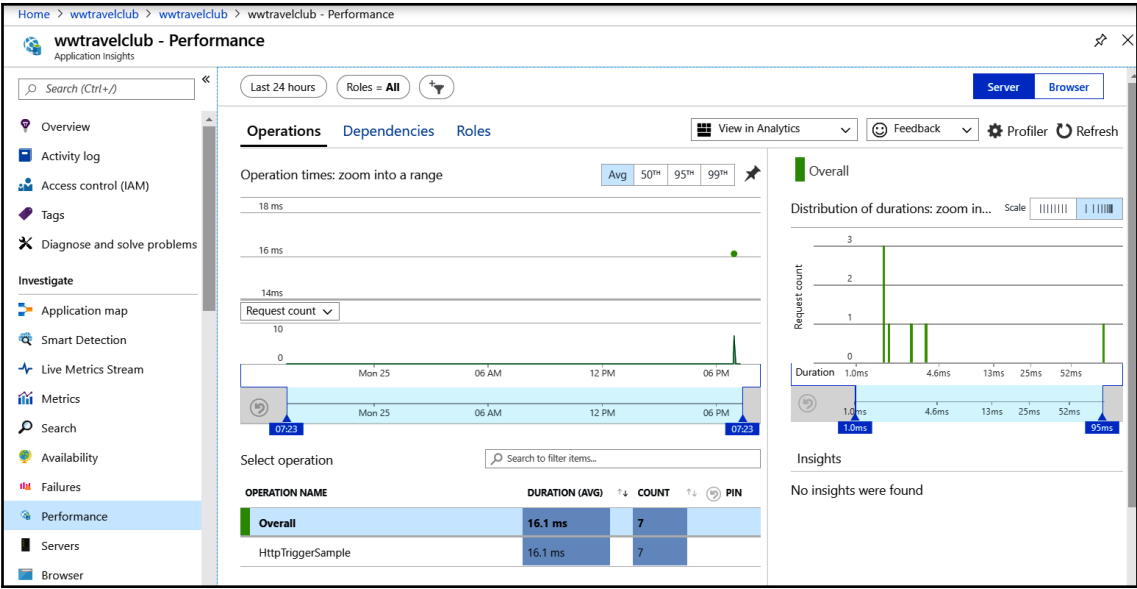 Home > wwtravelclub > wwtravelclub > wwtravelclub - Performance
wwtravelclub - Performance
Application Insights
Search (Ctrl+/)
«
Overview
Activity log
Access control (IAM)
Tags
Diagnose and solve problems
Investigate
Application map
Smart Detection
Live Metrics Stream
Metrics
Search
Availability
Failures
Performance
Servers
Browser
Last 24 hours
Roles = All
Server
Browser
Operations
Dependencies
Roles
View in Analytics
Feedback
Profiler
Refresh
Operation times: zoom into a range
Avg
50TH
95TH
99TH
18 ms
16 ms
14ms
Request count
10
0
Mon 25
06 AM
12 PM
06 PM
Mon 25
06 AM
12 PM
06 PM
07:23
07:23
Select operation
Search to filter items...
OPERATION NAME
DURATION (AVG)
COUNT
PIN
Overall
16.1 ms
7
HttpTriggerSample
16.1 ms
7
Overall
Distribution of durations: zoom in...
Scale
Request count
3
2
1
0
Duration
1.0ms
4.6ms
13ms
25ms
52ms
1.0ms
4.6ms
13ms
25ms
52ms
1.0ms
95ms
Insights
No insights were found